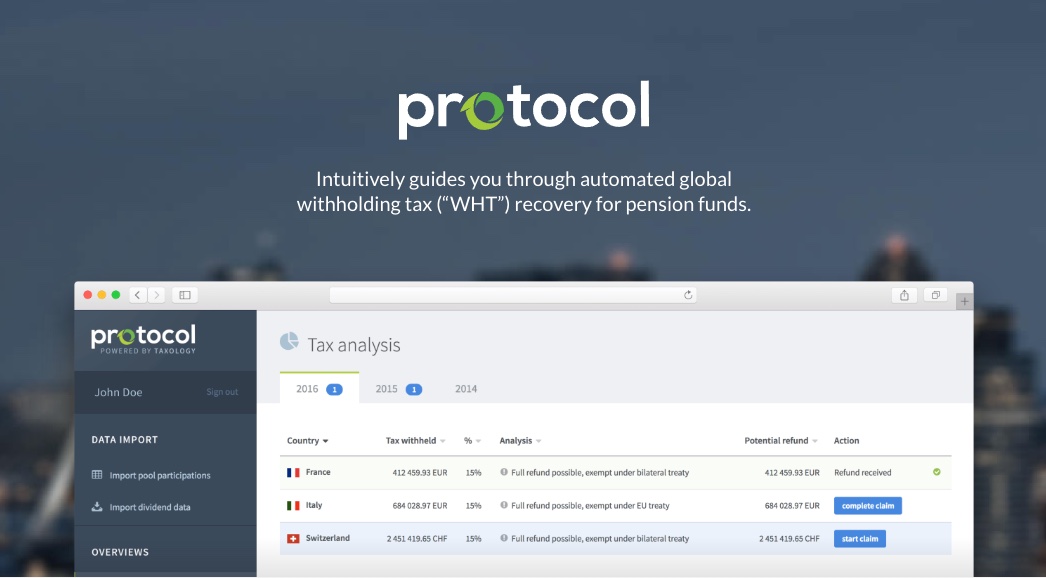 protocol
Intuitively guides you through automated global
withholding tax (“WHT”) recovery for pension funds.
protocol
POWERED BY TAXOLOGY
John Doe Sign out
DATA IMPORT
Import pool participations
Import dividend data
OVERVIEWS
Tax analysis
2016 1 2015 1 2014
Country Tax withheld % Analysis Potential refund Action
France 412 459.93 EUR 15% Full refund possible, exempt under bilateral treaty 412 459.93 EUR Refund received
Italy 684 028.97 EUR 15% Full refund possible, exempt under EU treaty 684 028.97 EUR complete claim
Switzerland 2 451 419.65 CHF 15% Full refund possible, exempt under bilateral treaty 2 451 419.65 CHF start claim